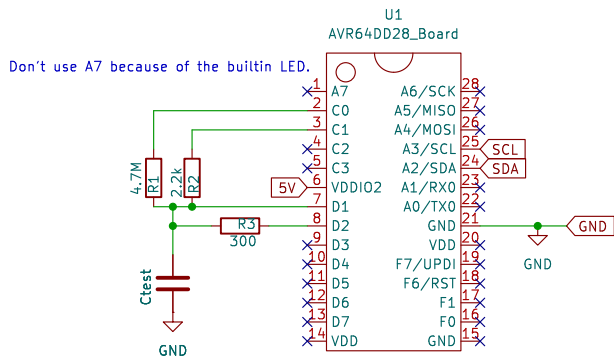 U1
AVR64DD28_Board
Don't use A7 because of the builtin LED.
1 A7 A6/SCK 28
2 C0 A5/MISO 27
3 C1 A4/MOSI 26
4 C2 A3/SCL 25 SCL
5 C3 A2/SDA 24 SDA
5V 6 VDDIO2 A1/RX0 23
7 D1 A0/TX0 22
8 D2 GND 21 GND
9 D3 VDD 20
10 D4 F7/UPDI 19
11 D5 F6/RST 18
12 D6 F1 17
13 D7 F0 16
14 VDD GND 15
4.7M
R1
2.2k
R2
R3
300
Ctest
GND
GND